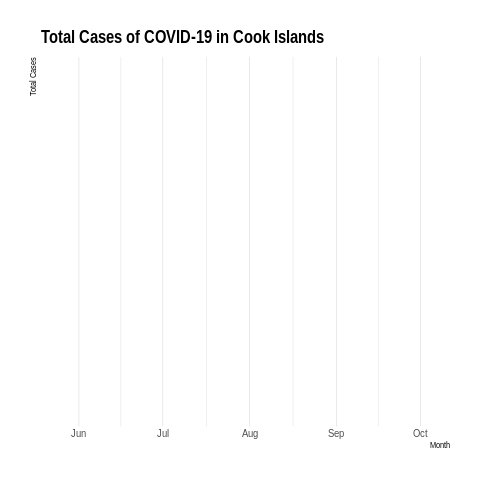 Total Cases of COVID-19 in Cook Islands
Total Cases
Jun Jul Aug Sep Oct
Month